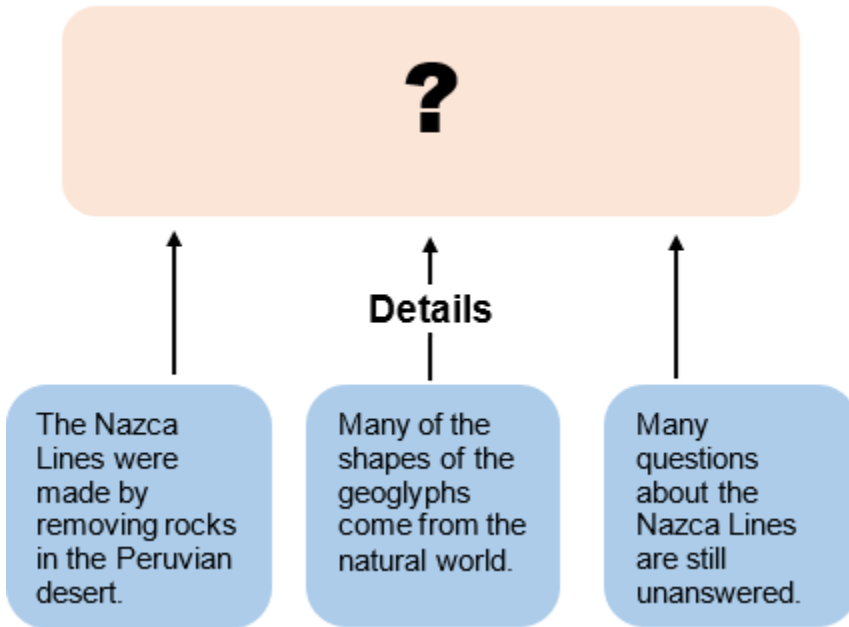 ?
Details
The Nazca
Lines were
made by
removing rocks
in the Peruvian
desert.
Many of the
shapes of the
geoglyphs
come from the
natural world.
Many
questions
about the
Nazca Lines
are still
unanswered.